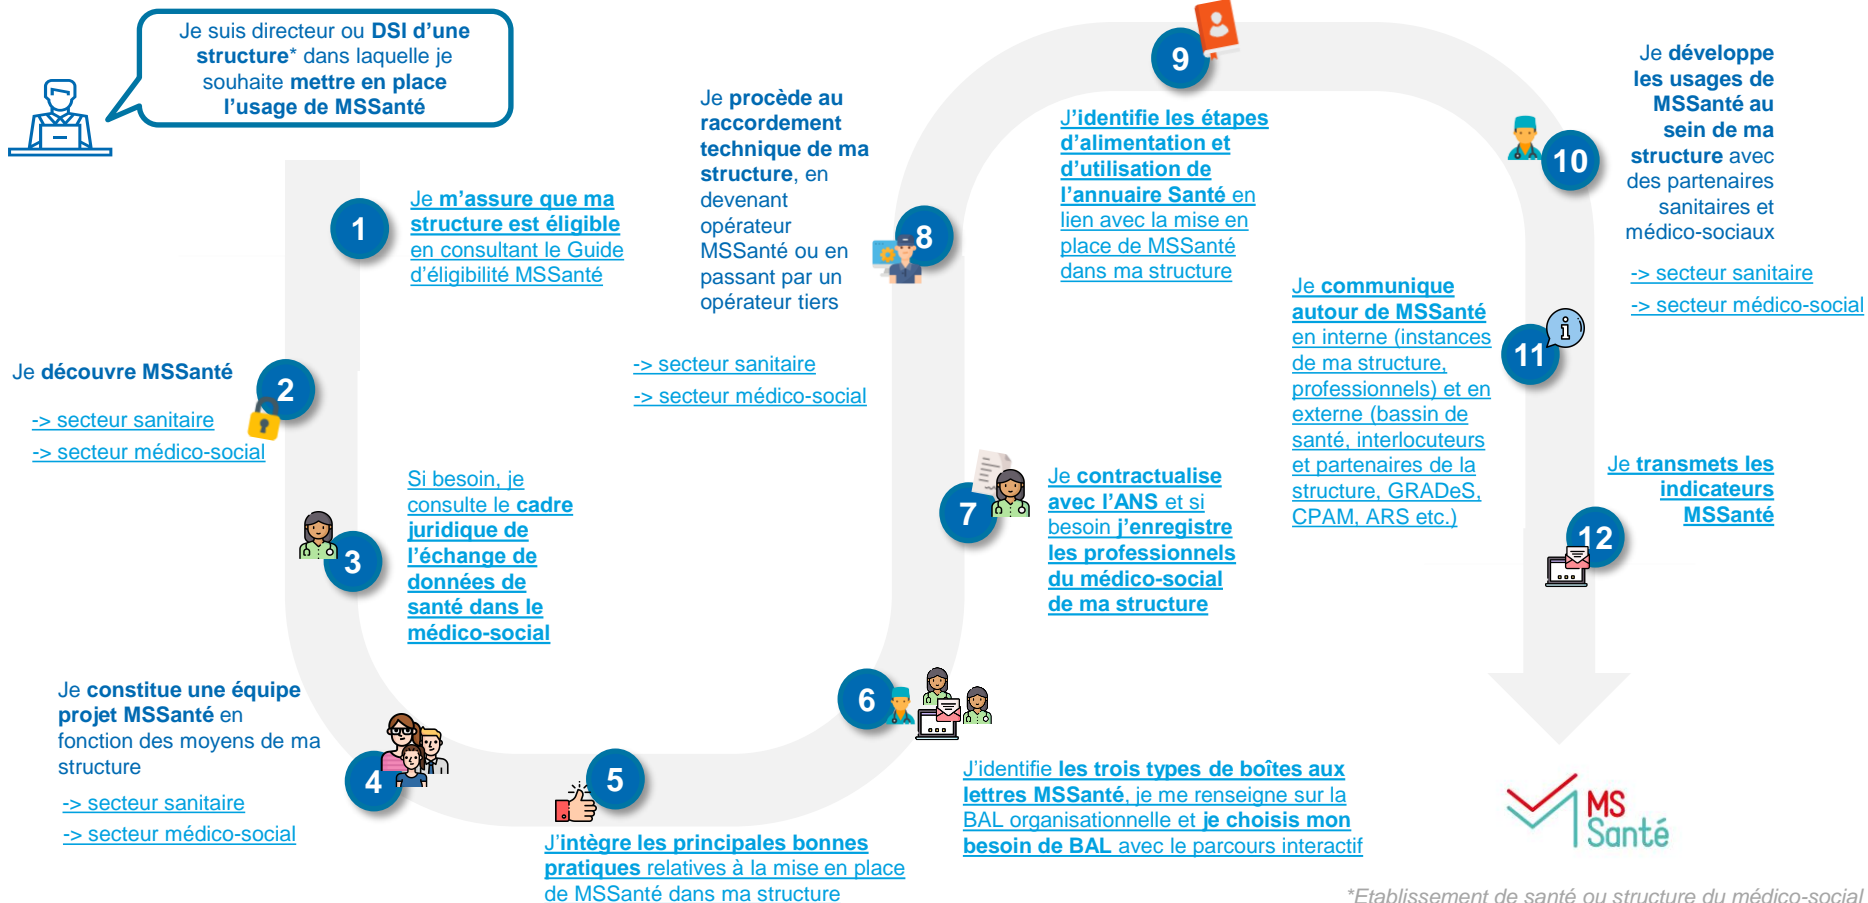 Je suis directeur ou DSI d'une
structure* dans laquelle je
souhaite mettre en place
l'usage de MSSanté
1
Je m'assure que ma
structure est éligible
en consultant le Guide
d'éligibilité MSSanté
Je découvre MSSanté
2
-> secteur sanitaire
-> secteur médico-social
3
Si besoin, je
consulte le cadre
juridique de
l'échange de
données de
santé dans le
médico-social
Je constitue une équipe
projet MSSanté en
fonction des moyens de ma
structure
-> secteur sanitaire
-> secteur médico-social
4
5
J'intègre les principales bonnes
pratiques relatives à la mise en place
de MSSanté dans ma structure
6
J'identifie les trois types de boîtes aux
lettres MSSanté, je me renseigne sur la
BAL organisationnelle et je choisis mon
besoin de BAL avec le parcours interactif
7
Je contractualise
avec l'ANS et si
besoin j'enregistre
les professionnels
du médico-social
de ma structure
Je procède au
raccordement
technique de ma
structure, en
devenant
opérateur
MSSanté ou en
passant par un
opérateur tiers
8
-> secteur sanitaire
-> secteur médico-social
9
J'identifie les étapes
d'alimentation et
d'utilisation de
l'annuaire Santé en
lien avec la mise en
place de MSSanté
dans ma structure
10
Je développe
les usages de
MSSanté au
sein de ma
structure avec
des partenaires
sanitaires et
médico-sociaux
-> secteur sanitaire
-> secteur médico-social
Je communique
autour de MSSanté
en interne (instances
de ma structure,
professionnels) et en
externe (bassin de
santé, interlocuteurs
et partenaires de la
structure, GRADeS,
CPAM, ARS etc.)
11
i
Je transmets les
indicateurs
MSSanté
12
MS
Santé
*Etablissement de santé ou structure du médico-social